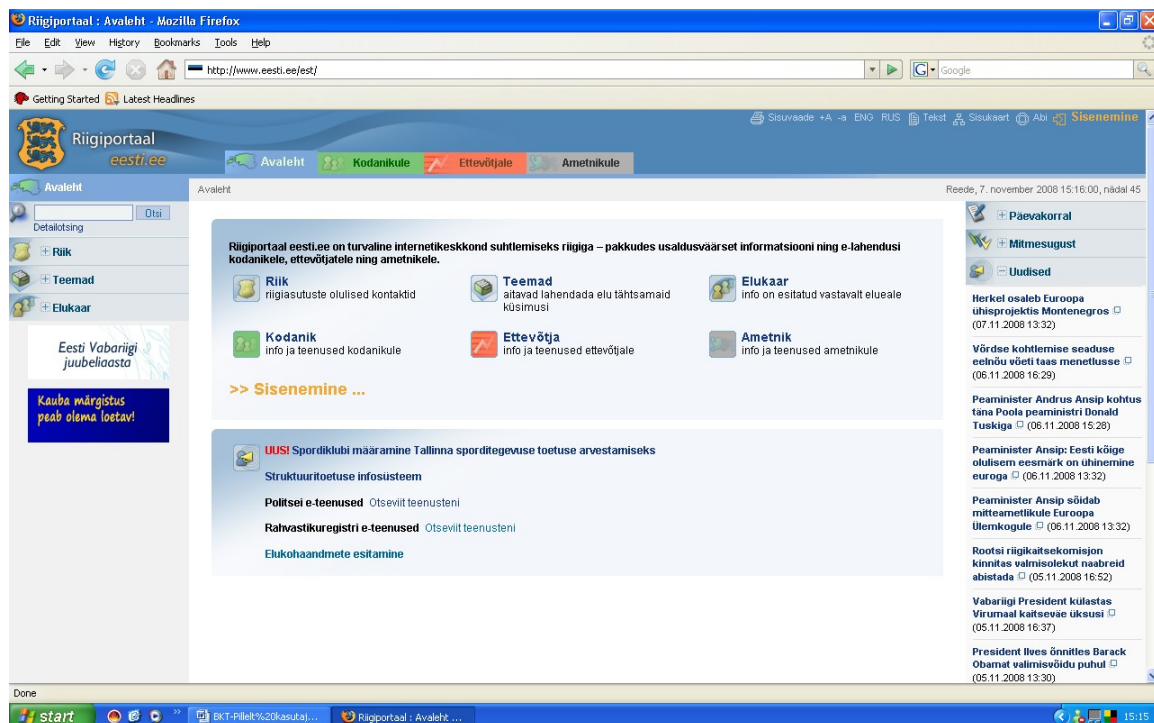 Riigiportaal : Avaleht - Mozilla Firefox
File Edit View History Bookmarks Tools Help
http://www.eesti.ee/est/
G Google
Getting Started Latest Headlines
Sisuvaade +A -a ENG RUS Tekst Sisukaart Abi Sisenemine
Riigiportaal
eesti.ee
Avaleht Kodanikule Ettevõtjale Ametnikule
Avaleht
Otsi
Detailotsing
Riik
Teemad
Elukaar
Eesti Vabariigi
juubeliaasta
Kauba märgistus
peab olema loetav!
Avaleht
Reede, 7. november 2008 15:16:00, nädal 45
Riigiportaal eesti.ee on turvaline internetikeskkond suhtlemiseks riigiga – pakkudes usaldusväärset informatsiooni ning e-lahendusi
kodanikele, ettevõtjatele ning ametnikele.
Riik
riigiasutuste olulised kontaktid
Teemad
aitavad lahendada elu tähtsamaid
küsimusi
Elukaar
info on esitatud vastavalt elueale
Kodanik
info ja teenused kodanikule
Ettevõtja
info ja teenused ettevõtjale
Ametnik
info ja teenused ametnikule
>> Sisenemine ...
UUS! Spordiklubi määramine Tallinna sporditegevuse toetuse arvestamiseks
Struktuuritoetuse infosüsteem
Politsei e-teenused Otseviit teenusteni
Rahvastikuregistri e-teenused Otseviit teenusteni
Elukohaandmete esitamine
Päevakorral
Mitmesugust
Uudised
Herkel osaleb Euroopa
ühisprojektis Montenegros
(07.11.2008 13:32)
Võrdse kohtlemise seaduse
eelnõu võeti taas menetlusse
(06.11.2008 16:29)
Peaminister Andrus Ansip kohtus
täna Poola peaministri Donald
Tuskiga (06.11.2008 15:28)
Peaminister Ansip: Eesti kõige
olulisem eesmärk on ühinemine
euroga (06.11.2008 13:32)
Peaminister Ansip sõidab
mitteametlikule Euroopa
Ülemkogule (06.11.2008 13:32)
Rootsi riigikaitsekomisjon
kinnitas valmisolekut naabreid
abistada (05.11.2008 16:52)
Vabariigi President külastas
Virumaal kaitseväe üksusi
(05.11.2008 16:37)
President Ilves õnnitles Barack
Obamat valimisvõidu puhul
(05.11.2008 13:30)
Done
start
BKT-Pillelt%20kasutaj...
Riigiportaal : Avaleht ...
15:15